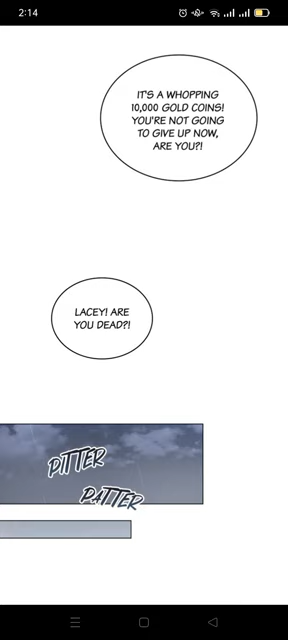 2:14
IT'S A WHOPPING
10,000 GOLD COINS!
YOU'RE NOT GOING
TO GIVE UP NOW,
ARE YOU?!
LACEY! ARE
YOU DEAD?!
PITTER
PATTER